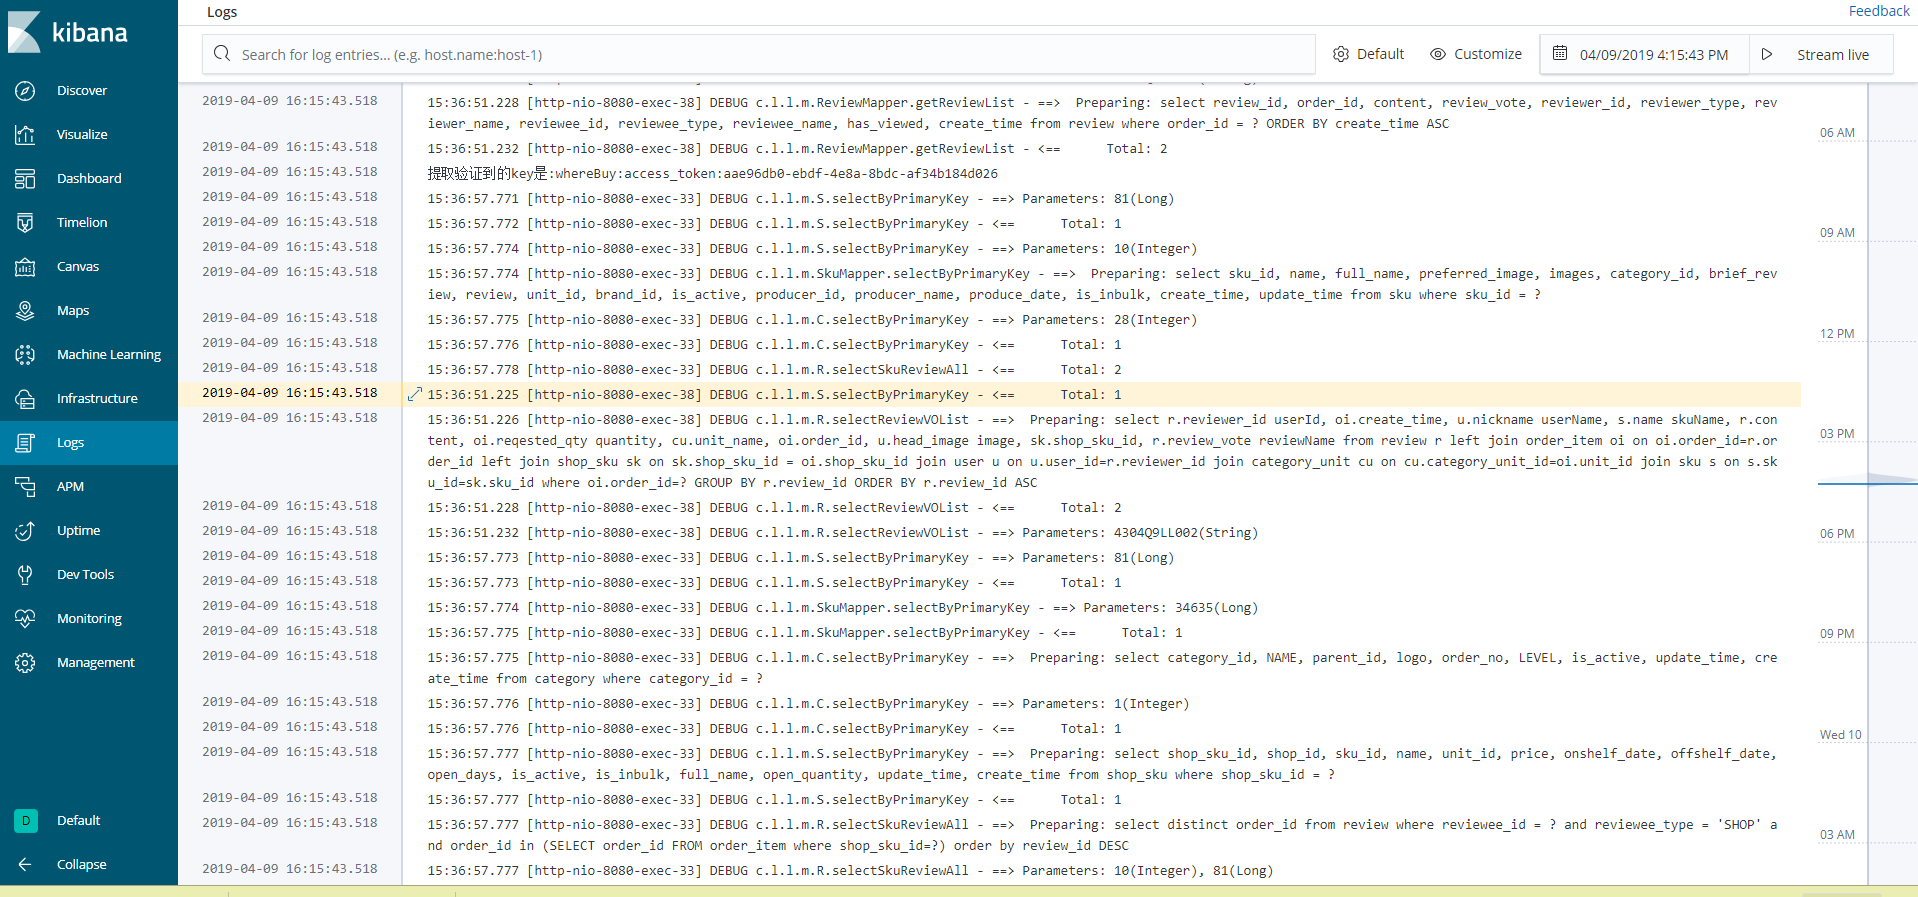 kibana
Discover
Visualize
Dashboard
Timelion
Canvas
Maps
Machine Learning
Infrastructure
Logs
APM
Uptime
Dev Tools
Monitoring
Management
D Default
Collapse
Logs
Feedback
Search for log entries... (e.g. host.name:host-1)
Default
Customize
04/09/2019 4:15:43 PM
Stream live
2019-04-09 16:15:43.518 15:36:51.228 [http-nio-8080-exec-38] DEBUG c.l.l.m.ReviewMapper.getReviewList - ==>  Preparing: select review_id, order_id, content, review_vote, reviewer_id, reviewer_type, rev
iewer_name, reviewee_id, reviewee_type, reviewee_name, has_viewed, create_time from review where order_id = ? ORDER BY create_time ASC
2019-04-09 16:15:43.518 15:36:51.232 [http-nio-8080-exec-38] DEBUG c.l.l.m.ReviewMapper.getReviewList - <==      Total: 2
2019-04-09 16:15:43.518 提取验证到的key是:whereBuy:access_token:aae96db0-ebdf-4e8a-8bdc-af34b184d026
2019-04-09 16:15:43.518 15:36:57.771 [http-nio-8080-exec-33] DEBUG c.l.l.m.S.selectByPrimaryKey - ==> Parameters: 81(Long)
2019-04-09 16:15:43.518 15:36:57.772 [http-nio-8080-exec-33] DEBUG c.l.l.m.S.selectByPrimaryKey - <==      Total: 1
2019-04-09 16:15:43.518 15:36:57.774 [http-nio-8080-exec-33] DEBUG c.l.l.m.S.selectByPrimaryKey - ==> Parameters: 10(Integer)
2019-04-09 16:15:43.518 15:36:57.774 [http-nio-8080-exec-33] DEBUG c.l.l.m.SkuMapper.selectByPrimaryKey - ==>  Preparing: select sku_id, name, full_name, preferred_image, images, category_id, brief_rev
iew, review, unit_id, brand_id, is_active, producer_id, producer_name, produce_date, is_inbulk, create_time, update_time from sku where sku_id = ?
2019-04-09 16:15:43.518 15:36:57.775 [http-nio-8080-exec-33] DEBUG c.l.l.m.C.selectByPrimaryKey - ==> Parameters: 28(Integer)
2019-04-09 16:15:43.518 15:36:57.776 [http-nio-8080-exec-33] DEBUG c.l.l.m.C.selectByPrimaryKey - <==      Total: 1
2019-04-09 16:15:43.518 15:36:57.778 [http-nio-8080-exec-33] DEBUG c.l.l.m.R.selectSkuReviewAll - <==      Total: 2
2019-04-09 16:15:43.518 15:36:51.225 [http-nio-8080-exec-38] DEBUG c.l.l.m.S.selectByPrimaryKey - <==      Total: 1
2019-04-09 16:15:43.518 15:36:51.226 [http-nio-8080-exec-38] DEBUG c.l.l.m.R.selectReviewVOList - ==>  Preparing: select r.reviewer_id userId, oi.create_time, u.nickname userName, s.name skuName, r.con
tent, oi.reqested_qty quantity, cu.unit_name, oi.order_id, u.head_image image, sk.shop_sku_id, r.review_vote reviewName from review r left join order_item oi on oi.order_id=r.or
der_id left join shop_sku sk on sk.shop_sku_id = oi.shop_sku_id join user u on u.user_id=r.reviewer_id join category_unit cu on cu.category_unit_id=oi.unit_id join sku s on s.sk
u_id=sk.sku_id where oi.order_id=? GROUP BY r.review_id ORDER BY r.review_id ASC
2019-04-09 16:15:43.518 15:36:51.228 [http-nio-8080-exec-38] DEBUG c.l.l.m.R.selectReviewVOList - <==      Total: 2
2019-04-09 16:15:43.518 15:36:51.232 [http-nio-8080-exec-38] DEBUG c.l.l.m.R.selectReviewVOList - ==> Parameters: 4304Q9LL002(String)
2019-04-09 16:15:43.518 15:36:57.773 [http-nio-8080-exec-33] DEBUG c.l.l.m.S.selectByPrimaryKey - ==> Parameters: 81(Long)
2019-04-09 16:15:43.518 15:36:57.773 [http-nio-8080-exec-33] DEBUG c.l.l.m.S.selectByPrimaryKey - <==      Total: 1
2019-04-09 16:15:43.518 15:36:57.774 [http-nio-8080-exec-33] DEBUG c.l.l.m.SkuMapper.selectByPrimaryKey - ==> Parameters: 34635(Long)
2019-04-09 16:15:43.518 15:36:57.775 [http-nio-8080-exec-33] DEBUG c.l.l.m.SkuMapper.selectByPrimaryKey - <==      Total: 1
2019-04-09 16:15:43.518 15:36:57.775 [http-nio-8080-exec-33] DEBUG c.l.l.m.C.selectByPrimaryKey - ==>  Preparing: select category_id, NAME, parent_id, logo, order_no, LEVEL, is_active, update_time, cre
ate_time from category where category_id = ?
2019-04-09 16:15:43.518 15:36:57.776 [http-nio-8080-exec-33] DEBUG c.l.l.m.C.selectByPrimaryKey - ==> Parameters: 1(Integer)
2019-04-09 16:15:43.518 15:36:57.776 [http-nio-8080-exec-33] DEBUG c.l.l.m.C.selectByPrimaryKey - <==      Total: 1
2019-04-09 16:15:43.518 15:36:57.777 [http-nio-8080-exec-33] DEBUG c.l.l.m.S.selectByPrimaryKey - ==>  Preparing: select shop_sku_id, shop_id, sku_id, name, unit_id, price, onshelf_date, offshelf_date,
open_days, is_active, is_inbulk, full_name, open_quantity, update_time, create_time from shop_sku where shop_sku_id = ?
2019-04-09 16:15:43.518 15:36:57.777 [http-nio-8080-exec-33] DEBUG c.l.l.m.S.selectByPrimaryKey - <==      Total: 1
2019-04-09 16:15:43.518 15:36:57.777 [http-nio-8080-exec-33] DEBUG c.l.l.m.R.selectSkuReviewAll - ==>  Preparing: select distinct order_id from review where reviewee_id = ? and reviewee_type = 'SHOP' a
nd order_id in (SELECT order_id FROM order_item where shop_sku_id=?) order by review_id DESC
2019-04-09 16:15:43.518 15:36:57.777 [http-nio-8080-exec-33] DEBUG c.l.l.m.R.selectSkuReviewAll - ==> Parameters: 10(Integer), 81(Long)
06 AM
09 AM
12 PM
03 PM
06 PM
09 PM
Wed 10
03 AM